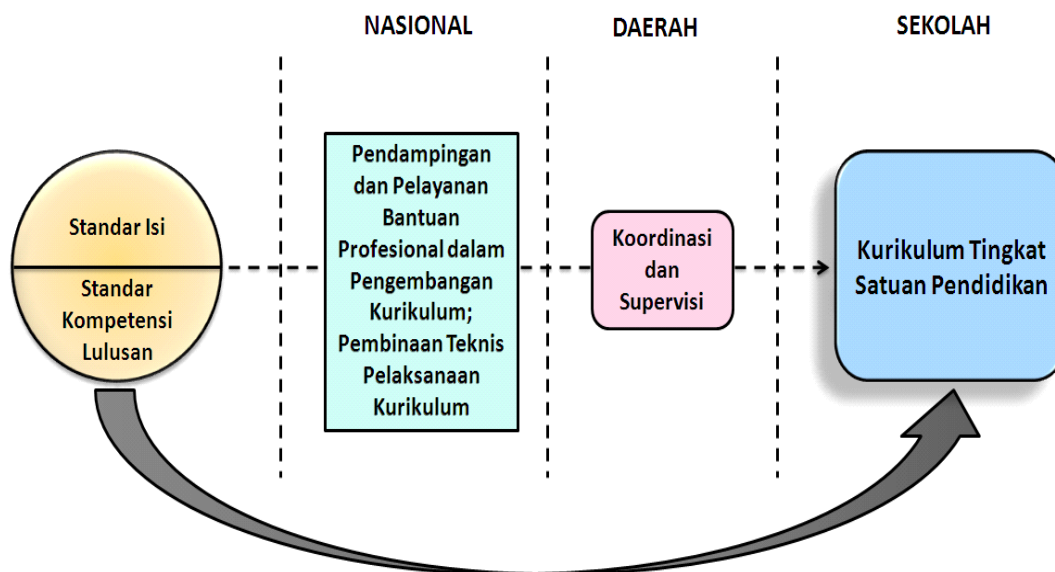 NASIONAL
DAERAH
SEKOLAH
Standar Isi
Standar
Kompetensi
Lulusan
Pendampingan
dan Pelayanan
Bantuan
Profesional dalam
Pengembangan
Kurikulum;
Pembinaan Teknis
Pelaksanaan
Kurikulum
Koordinasi
dan
Supervisi
Kurikulum Tingkat
Satuan Pendidikan